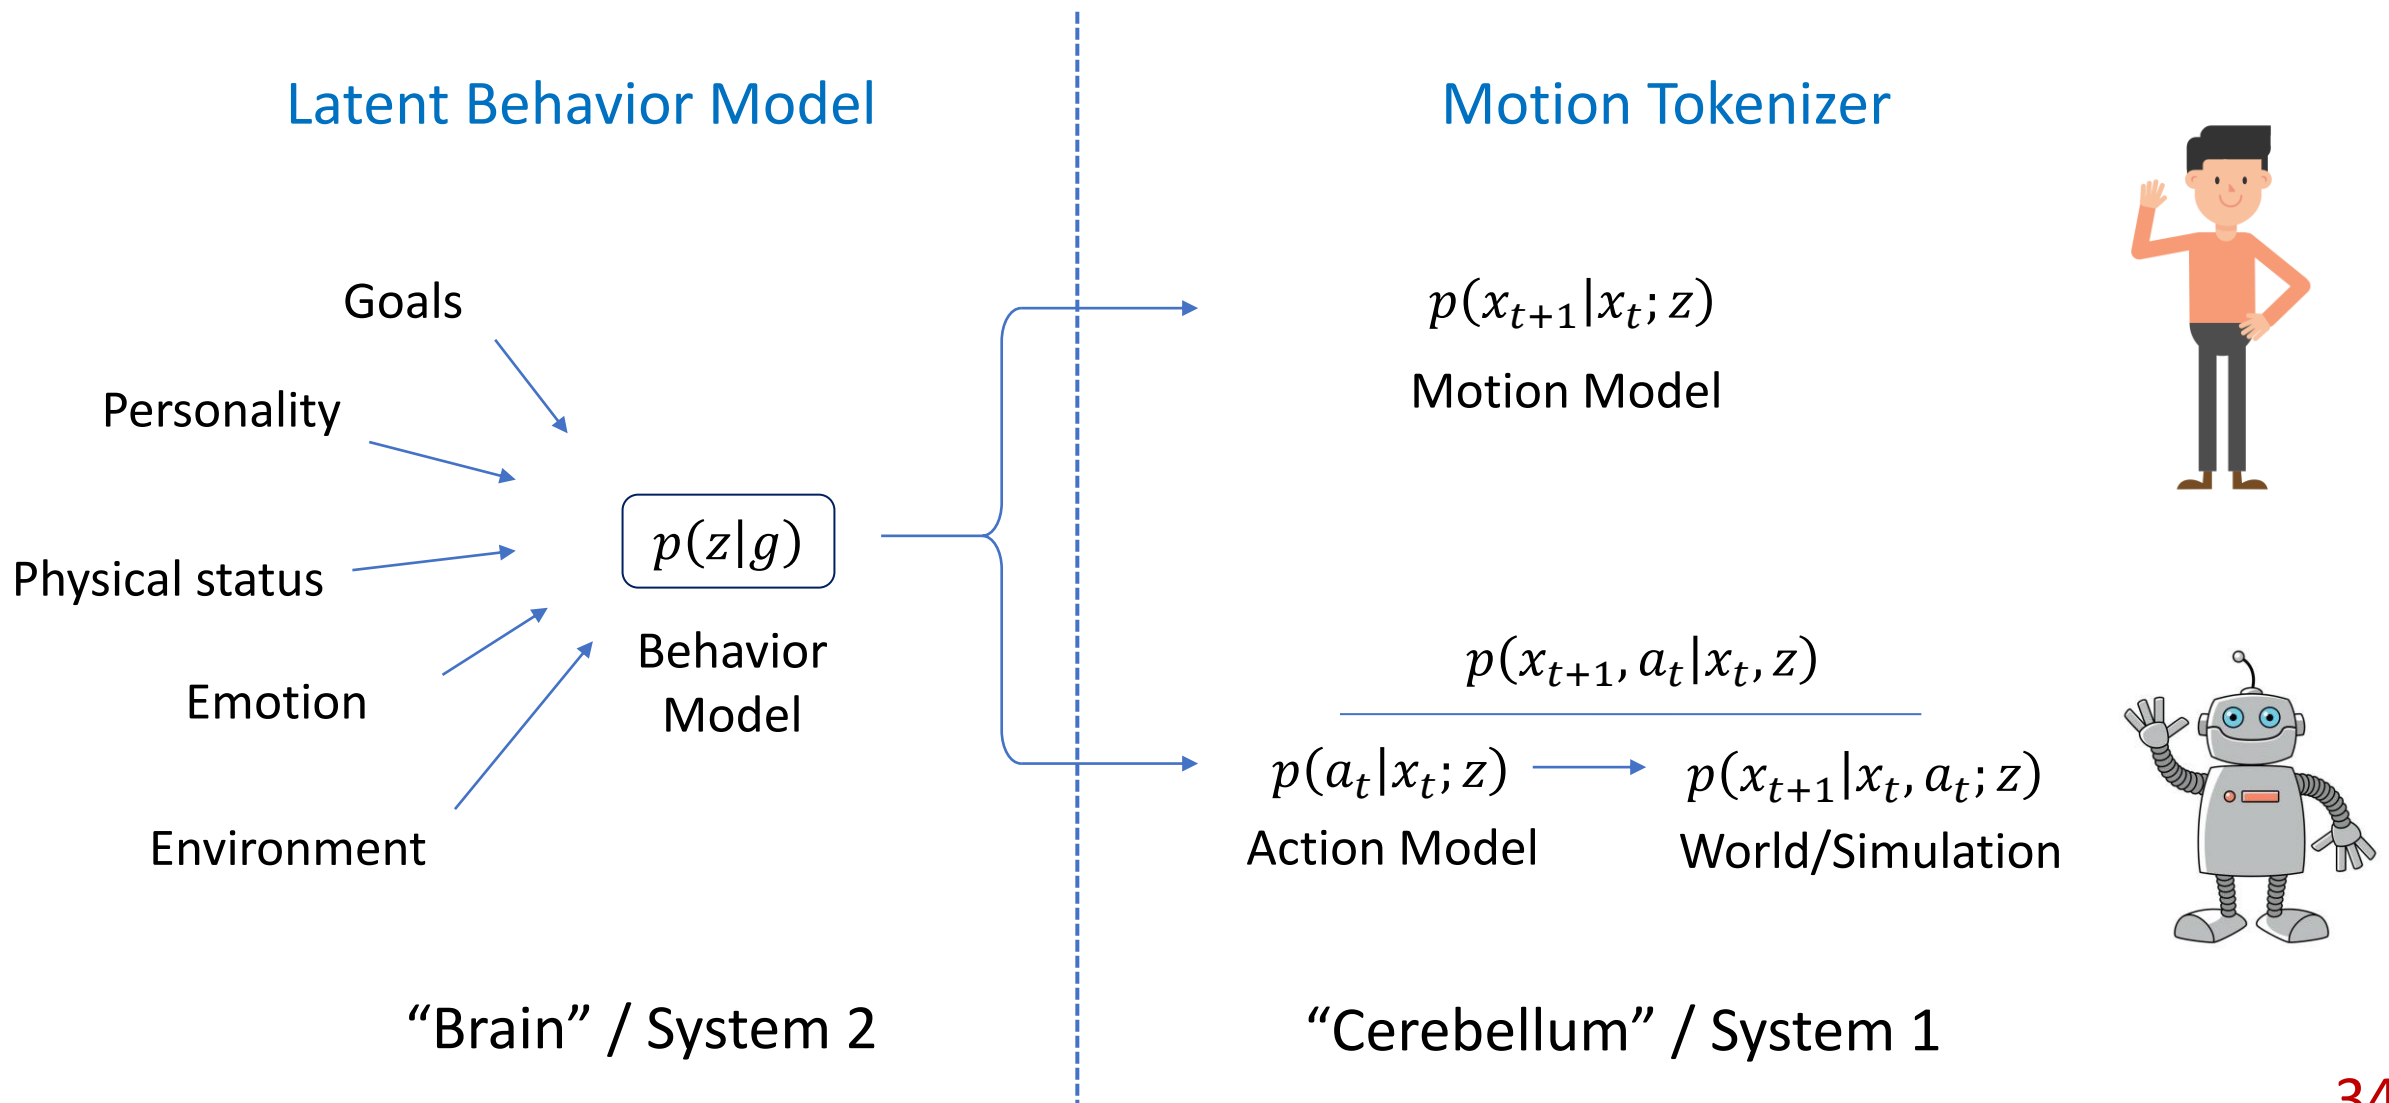 Latent Behavior Model
Motion Tokenizer
Goals
Personality
Physical status
Emotion
Environment
p(z|g)
Behavior
Model
p(x_{t+1}|x_t; z)
Motion Model
p(x_{t+1}, a_t|x_t, z)
p(a_t|x_t; z)
p(x_{t+1}|x_t, a_t; z)
Action Model
World/Simulation
“Brain” / System 2
“Cerebellum” / System 1
34